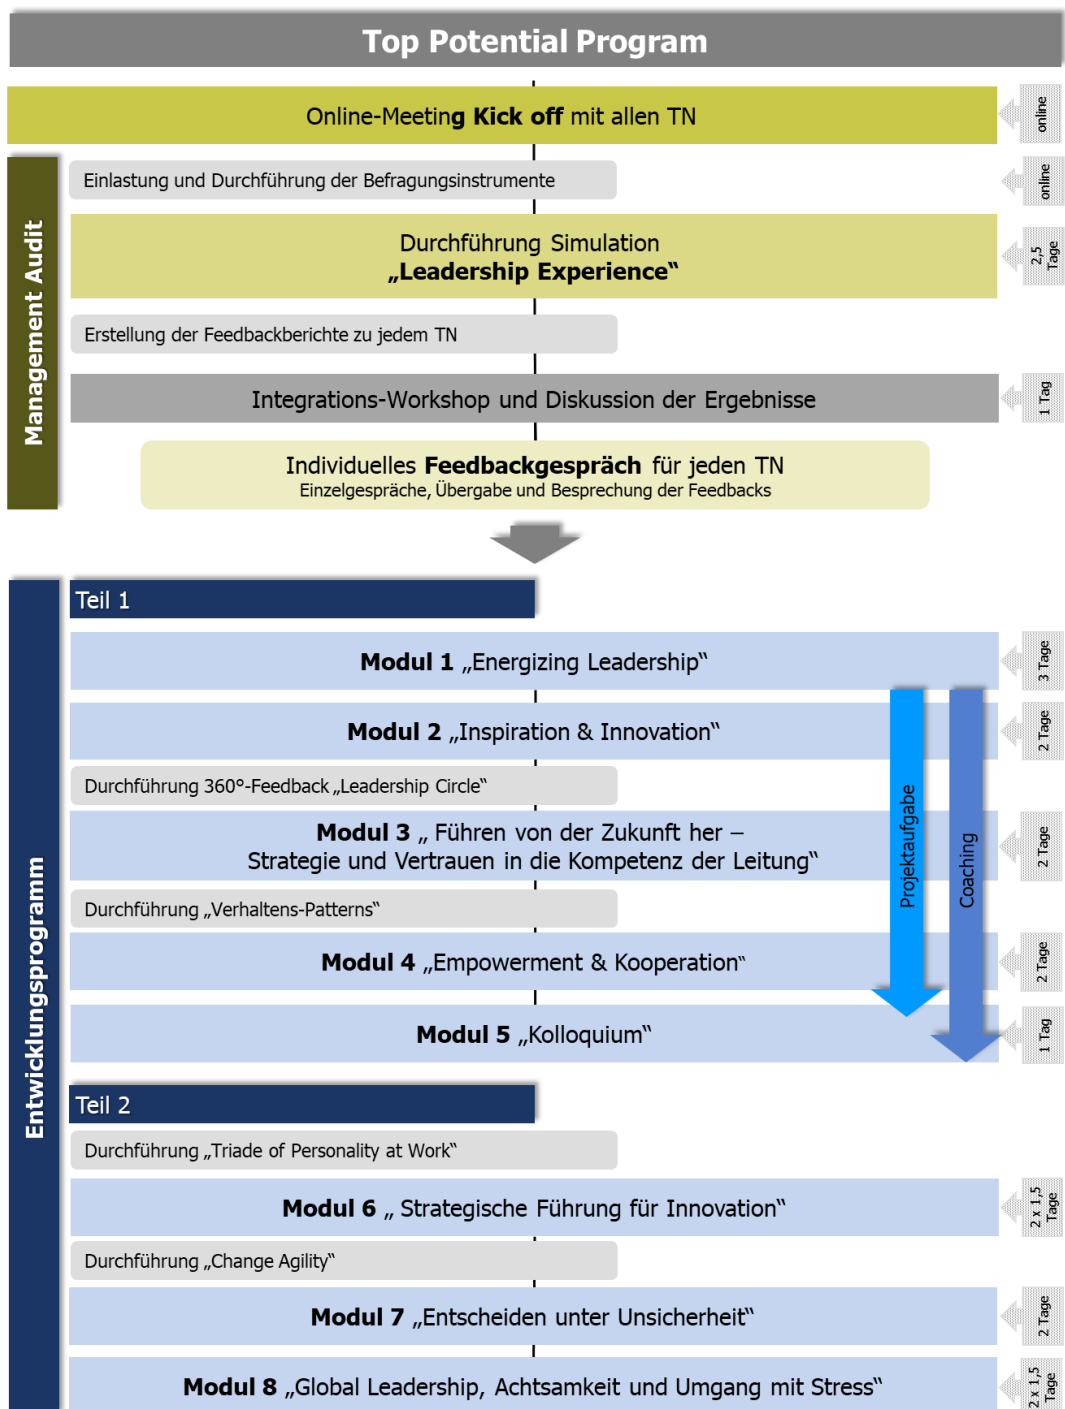 Top Potential Program
Online-Meeting Kick off mit allen TN
online
Management Audit
Einlastung und Durchführung der Befragungsinstrumente
online
Durchführung Simulation
„Leadership Experience“
2,5
Tage
Erstellung der Feedbackberichte zu jedem TN
Integrations-Workshop und Diskussion der Ergebnisse
1 Tag
Individuelles Feedbackgespräch für jeden TN
Einzelgespräche, Übergabe und Besprechung der Feedbacks
Entwicklungsprogramm
Teil 1
Modul 1 „Energizing Leadership“
3 Tage
Modul 2 „Inspiration & Innovation“
2 Tage
Projektaufgabe
Coaching
Durchführung 360°-Feedback „Leadership Circle“
Modul 3 „ Führen von der Zukunft her –
Strategie und Vertrauen in die Kompetenz der Leitung“
2 Tage
Durchführung „Verhaltens-Patterns“
Modul 4 „Empowerment & Kooperation“
2 Tage
Modul 5 „Kolloquium“
1 Tag
Teil 2
Durchführung „Triade of Personality at Work“
Modul 6 „ Strategische Führung für Innovation“
2 x 1,5
Tage
Durchführung „Change Agility“
Modul 7 „Entscheiden unter Unsicherheit“
2 Tage
Modul 8 „Global Leadership, Achtsamkeit und Umgang mit Stress“
2 x 1,5
Tage